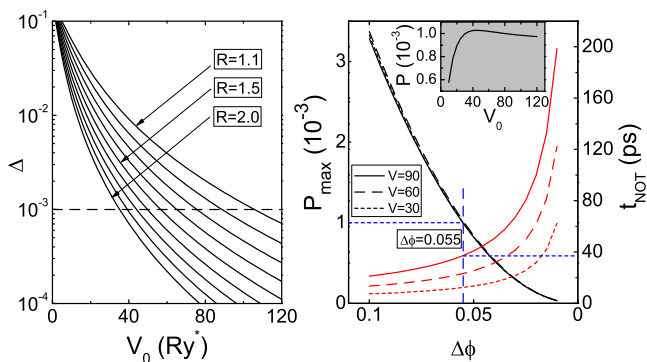 10⁻¹
10⁻²
10⁻³
10⁻⁴
Δ
R=1.1
R=1.5
R=2.0
0 40 80 120
V₀ (Ry*)
3
2
1
0
P_max (10⁻³)
V=90
V=60
V=30
Δϕ=0.055
1.0
0.8
0.6
P (10⁻³)
0 40 80 120
V₀
200
160
120
80
40
0
t_NOT (ps)
0.1 0.05 0
Δϕ